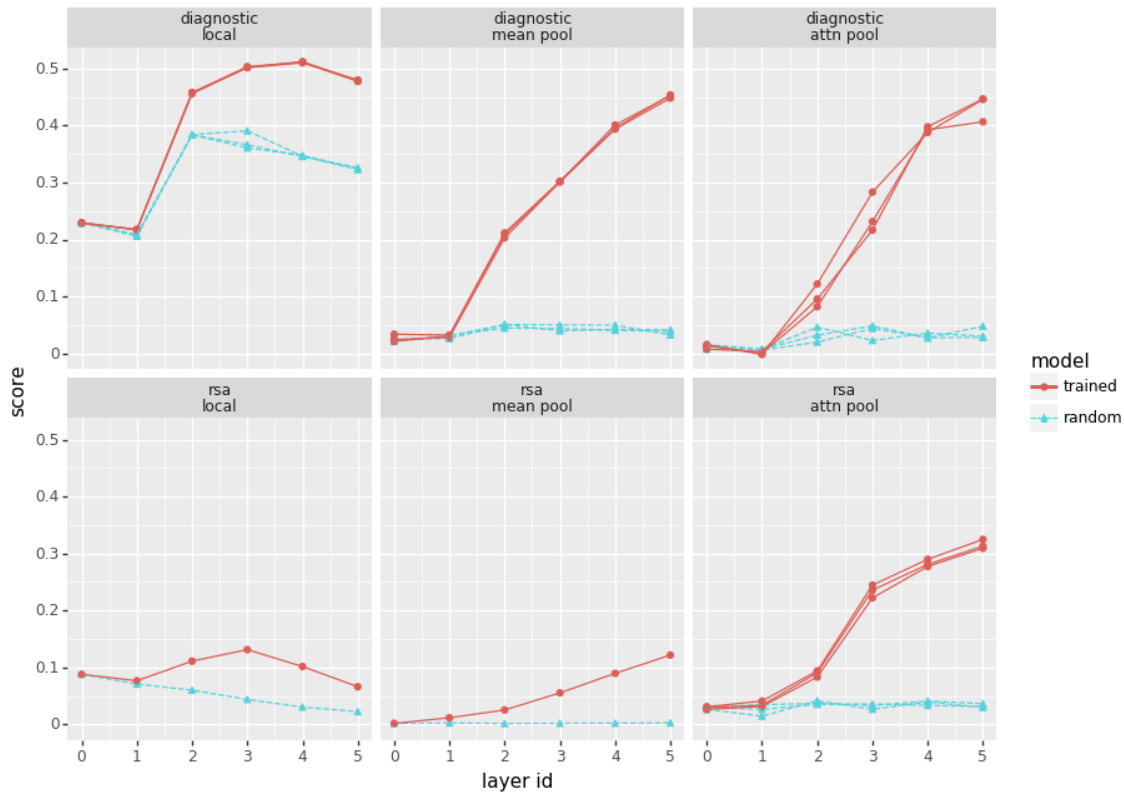 diagnostic
local
diagnostic
mean pool
diagnostic
attn pool
0.5
0.4
0.3
0.2
0.1
0
rsa
local
rsa
mean pool
rsa
attn pool
0.5
0.4
0.3
0.2
0.1
0
0 1 2 3 4 5
0 1 2 3 4 5
0 1 2 3 4 5
score
layer id
model
trained
random